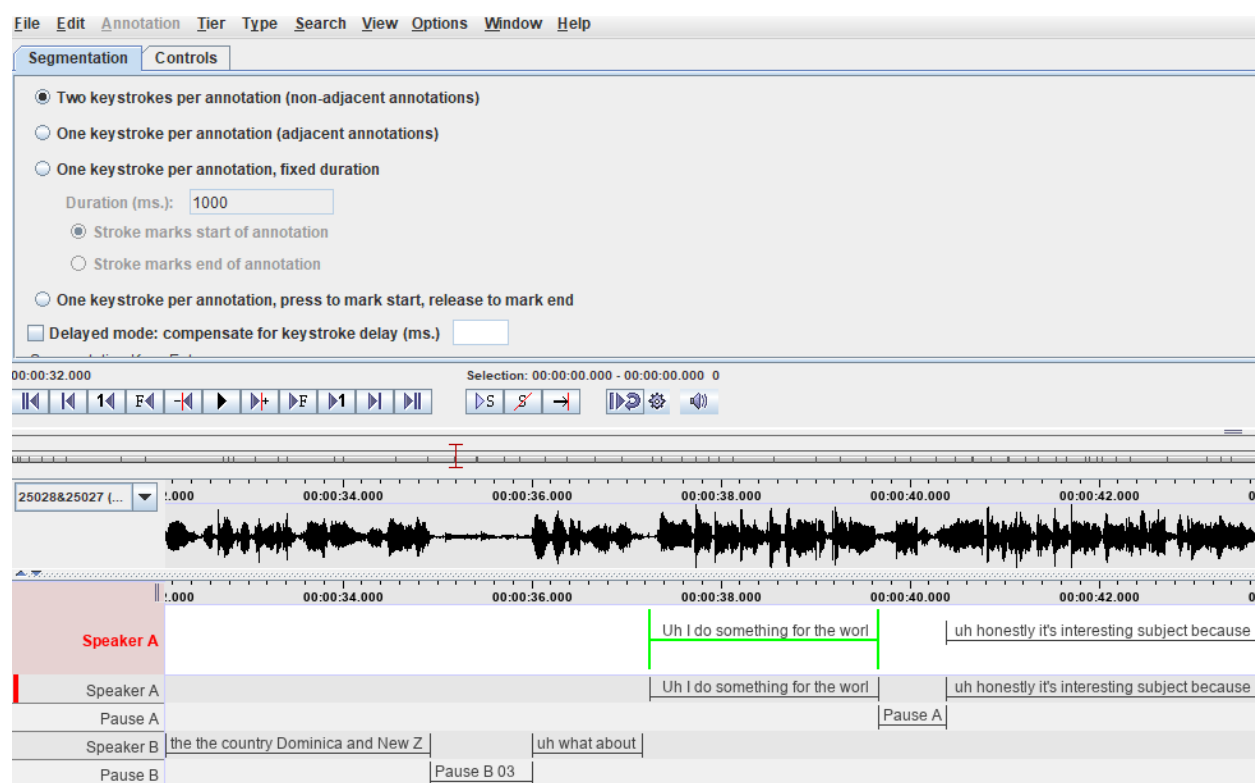 File Edit Annotation Tier Type Search View Options Window Help
Segmentation Controls
Two keystrokes per annotation (non-adjacent annotations)
One keystroke per annotation (adjacent annotations)
One keystroke per annotation, fixed duration
Duration (ms.): 1000
Stroke marks start of annotation
Stroke marks end of annotation
One keystroke per annotation, press to mark start, release to mark end
Delayed mode: compensate for keystroke delay (ms.)
00:00:32.000 Selection: 00:00:00.000 - 00:00:00.000 0
1 F F 1 S S
25028&25027 (... .000 00:00:34.000 00:00:36.000 00:00:38.000 00:00:40.000 00:00:42.000 0
.000 00:00:34.000 00:00:36.000 00:00:38.000 00:00:40.000 00:00:42.000 0
Speaker A Uh I do something for the worl uh honestly it's interesting subject because
Speaker A Uh I do something for the worl uh honestly it's interesting subject because
Pause A Pause A
Speaker B the the country Dominica and New Z uh what about
Pause B Pause B 03